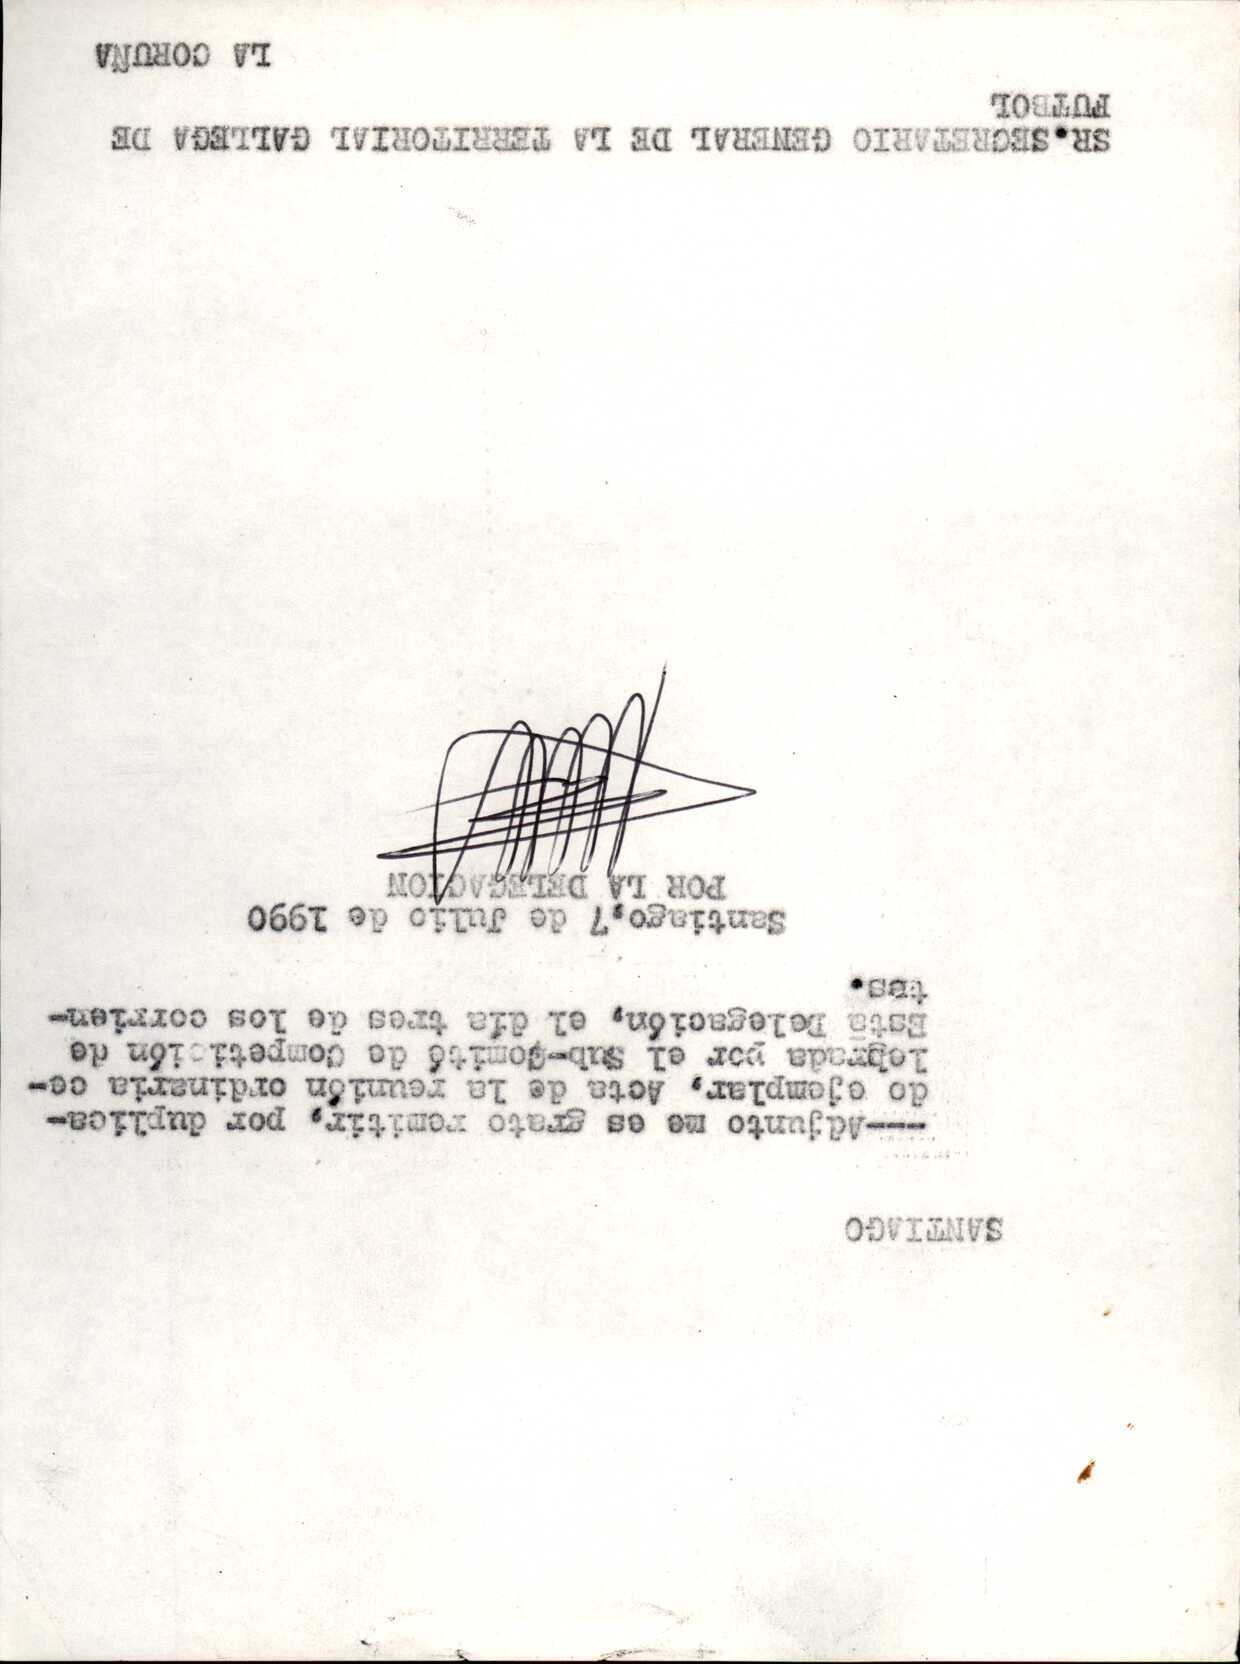 SANTIAGO
---Adjunto me es grato remitir, por duplica-
do ejemplar, Acta de la reunión ordinaria ce-
lebrada por el Sub-Comité de Competición de
Esta Delegación, el día tres de los corrien-
tes.
Santiago,7 de Julio de 1990
POR LA DELEGACION
SR.SECRETARIO GENERAL DE LA TERRITORIAL GALLEGA DE
FUTBOL
LA CORUÑA